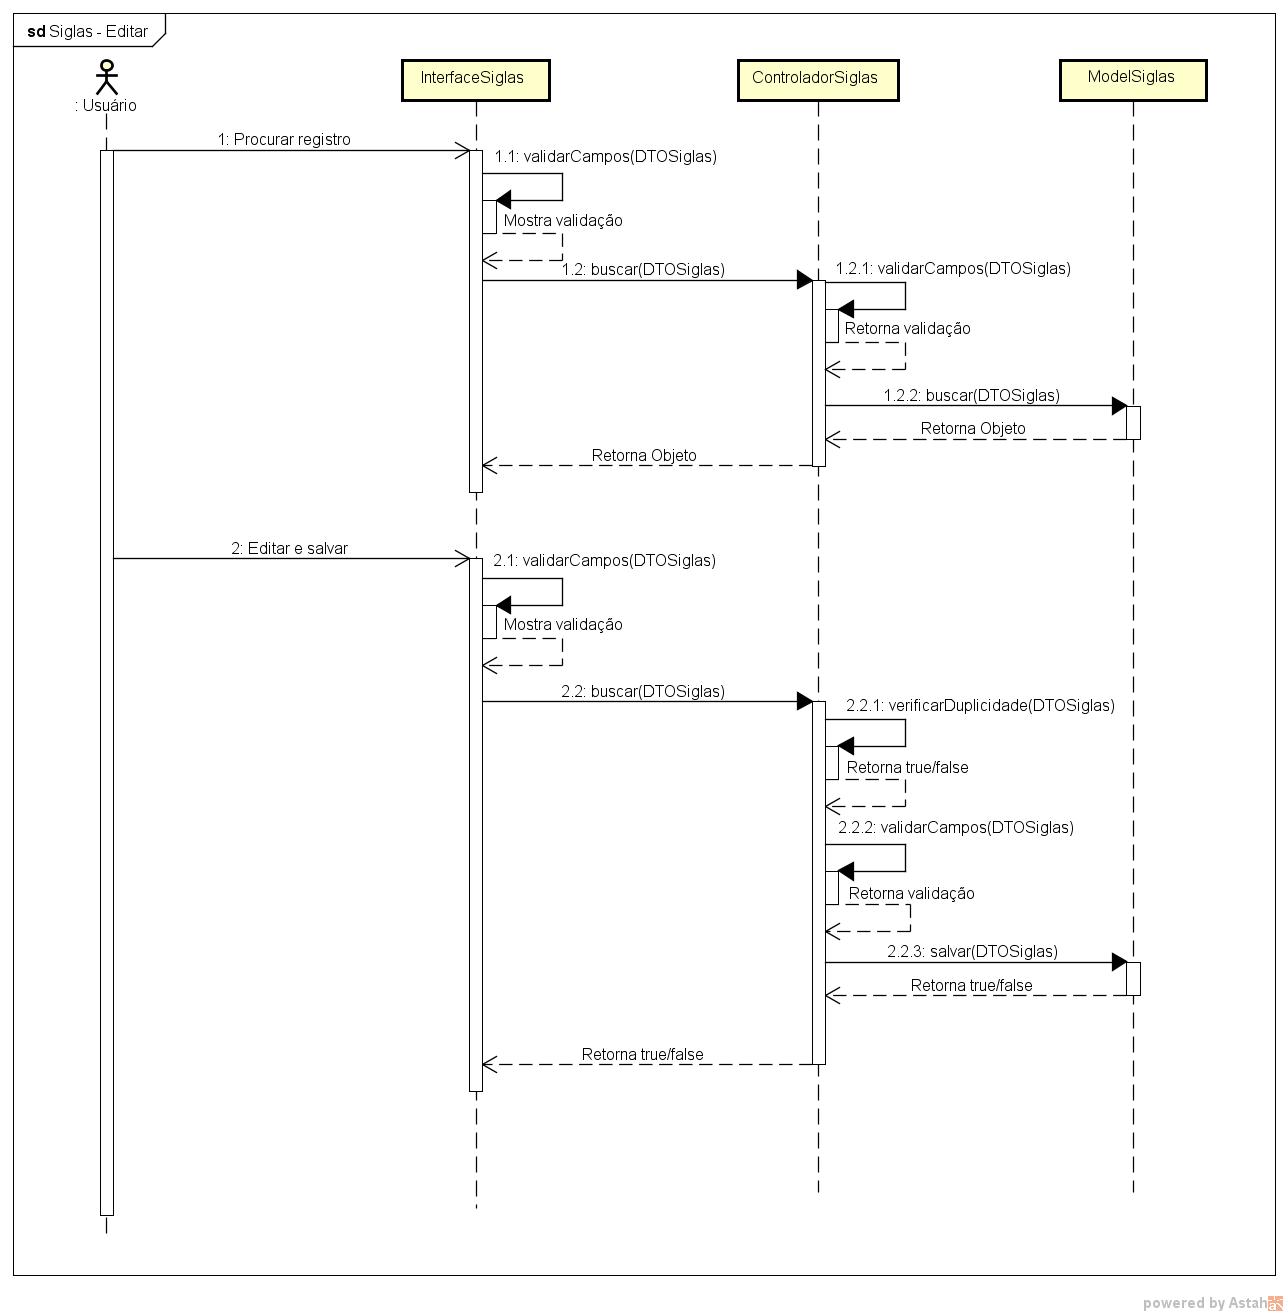 sd Siglas - Editar
: Usuário
InterfaceSiglas
ControladorSiglas
ModelSiglas
1: Procurar registro
1.1: validarCampos(DTOSiglas)
Mostra validação
1.2: buscar(DTOSiglas)
1.2.1: validarCampos(DTOSiglas)
Retorna validação
1.2.2: buscar(DTOSiglas)
Retorna Objeto
Retorna Objeto
2: Editar e salvar
2.1: validarCampos(DTOSiglas)
Mostra validação
2.2: buscar(DTOSiglas)
2.2.1: verificarDuplicidade(DTOSiglas)
Retorna true/false
2.2.2: validarCampos(DTOSiglas)
Retorna validação
2.2.3: salvar(DTOSiglas)
Retorna true/false
Retorna true/false
powered by Astah